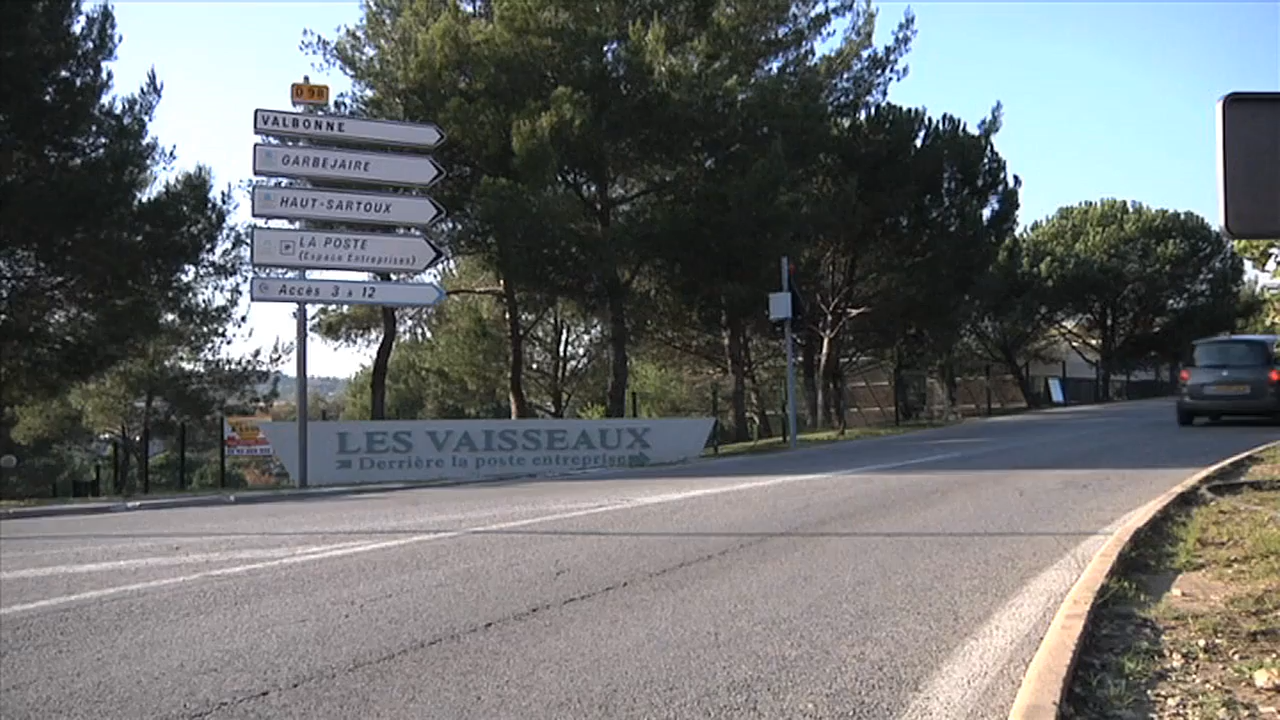 D 98
VALBONNE
GARBEJAIRE
HAUT-SARTOUX
LA POSTE
(Espace Entreprises)
Accès 3 à 12
LES VAISSEAUX
Derrière la poste entreprise